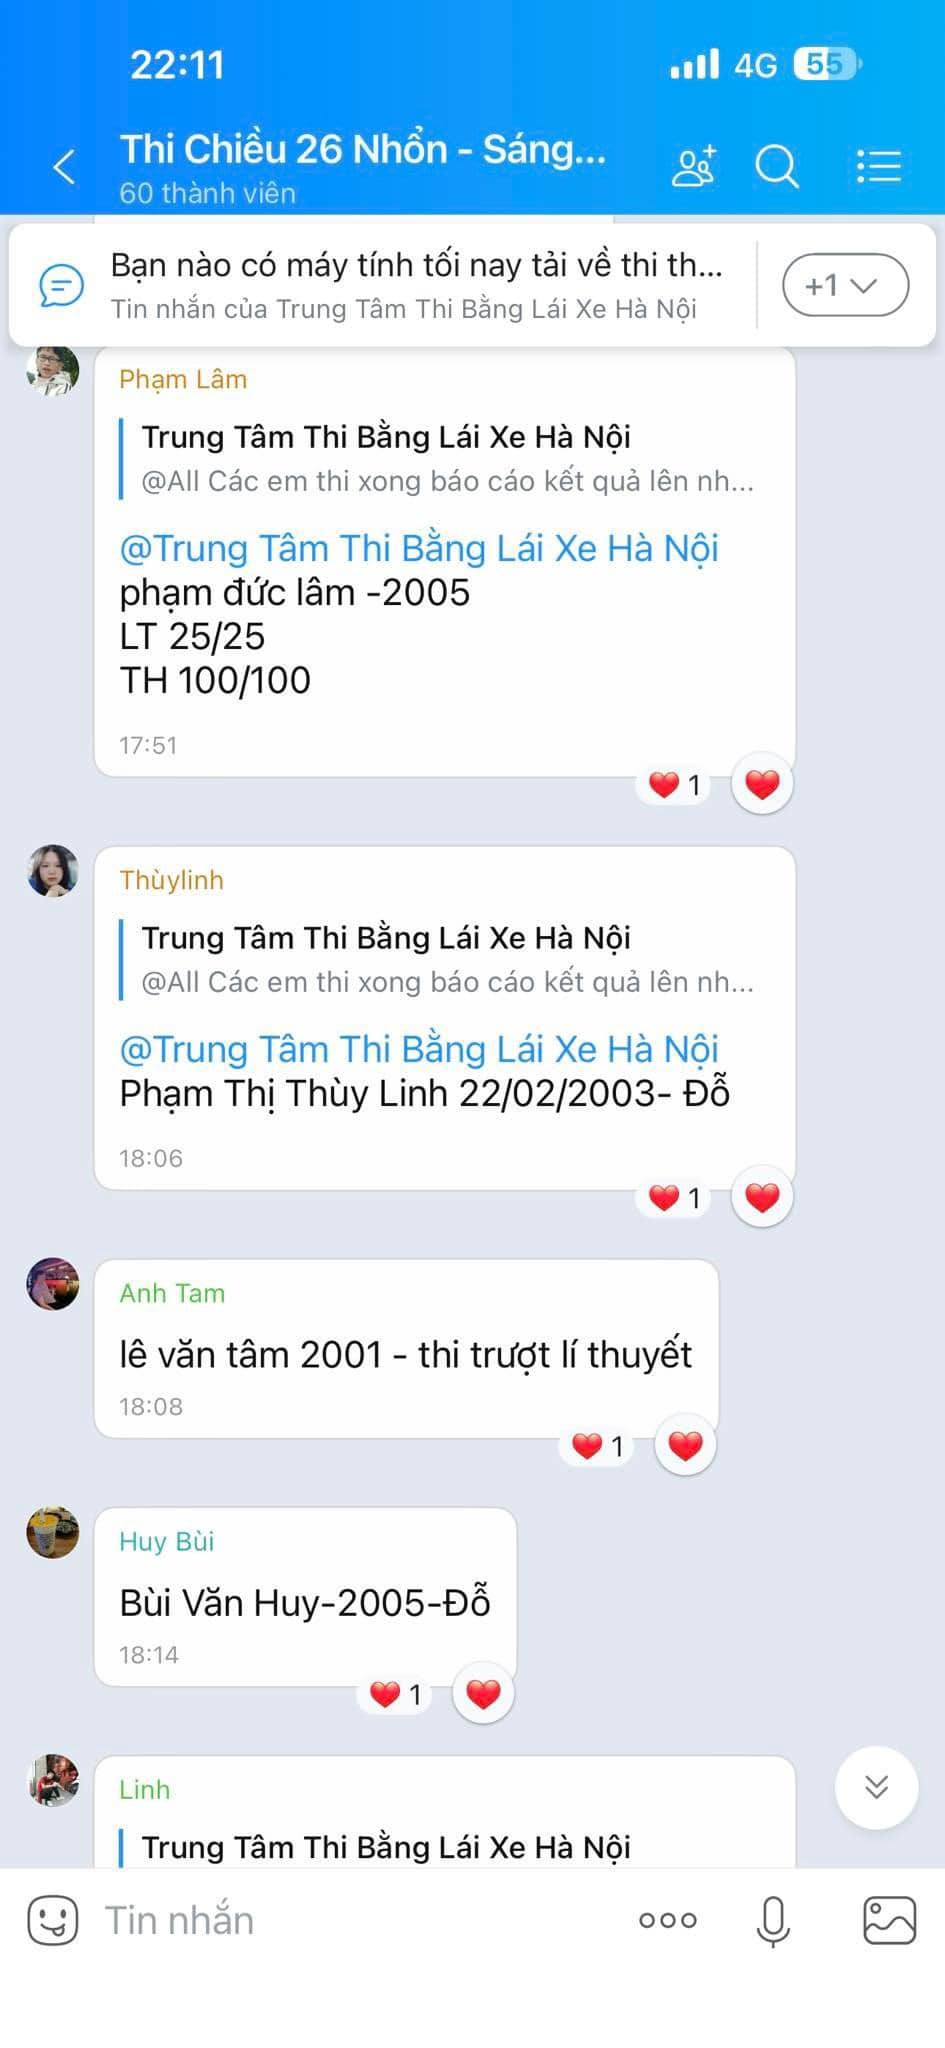 22:11
4G 55
Thi Chiều 26 Nhổn - Sáng...
60 thành viên
Bạn nào có máy tính tối nay tải về thi th...
Tin nhắn của Trung Tâm Thi Bằng Lái Xe Hà Nội
+1
Phạm Lâm
Trung Tâm Thi Bằng Lái Xe Hà Nội
@All Các em thi xong báo cáo kết quả lên nh...
@Trung Tâm Thi Bằng Lái Xe Hà Nội
phạm đức lâm -2005
LT 25/25
TH 100/100
17:51
1
Thùylinh
Trung Tâm Thi Bằng Lái Xe Hà Nội
@All Các em thi xong báo cáo kết quả lên nh...
@Trung Tâm Thi Bằng Lái Xe Hà Nội
Phạm Thị Thùy Linh 22/02/2003- Đỗ
18:06
1
Anh Tam
lê văn tâm 2001 - thi trượt lí thuyết
18:08
1
Huy Bùi
Bùi Văn Huy-2005-Đỗ
18:14
1
Linh
Trung Tâm Thi Bằng Lái Xe Hà Nội
Tin nhắn